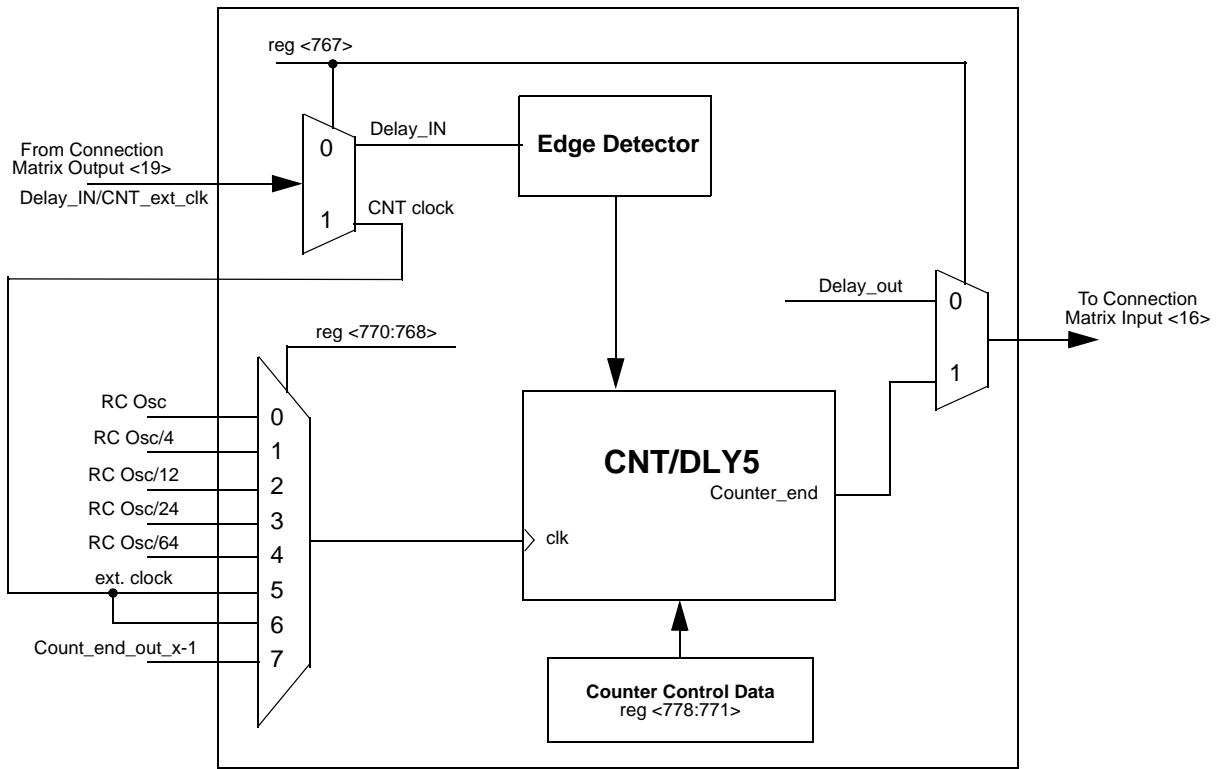 reg <767>
From Connection
Matrix Output <19>
Delay_IN/CNT_ext_clk
0
1
Delay_IN
CNT clock
Edge Detector
Delay_out
0
1
To Connection
Matrix Input <16>
reg <770:768>
RC Osc
RC Osc/4
RC Osc/12
RC Osc/24
RC Osc/64
ext. clock
Count_end_out_x-1
0
1
2
3
4
5
6
7
CNT/DLY5
Counter_end
clk
Counter Control Data
reg <778:771>